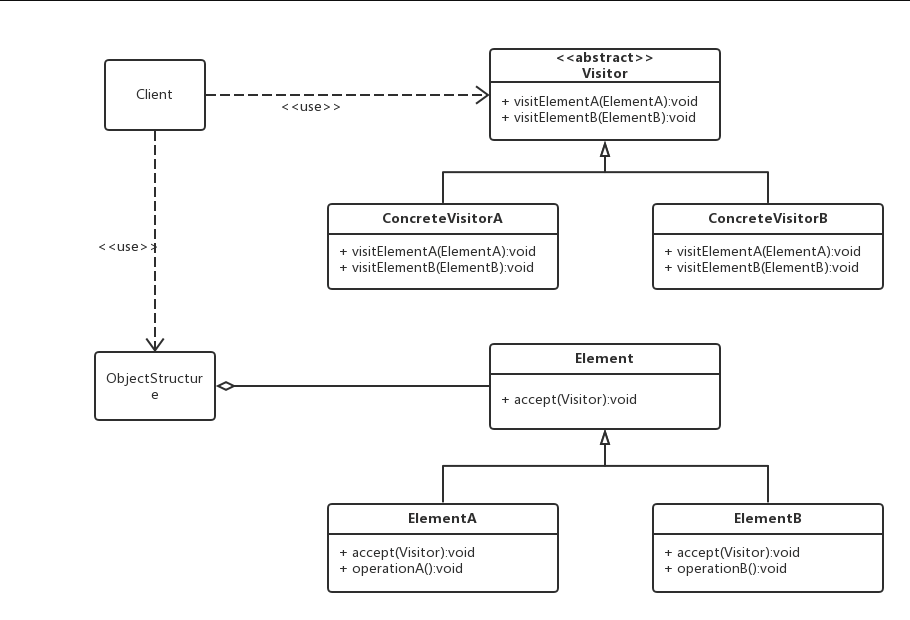 <<abstract>>
Visitor
Client
+ visitElementA(ElementA):void
<<use>>
+ visitElementB(ElementB):void
ConcreteVisitorA
ConcreteVisitorB
<<use>>
+ visitElementA(ElementA):void
+ visitElementB(ElementB):void
+ visitElementA(ElementA):void
+ visitElementB(ElementB):void
Element
ObjectStructur
e
+ accept(Visitor):void
ElementA
ElementB
+ accept(Visitor):void
+ operationA():void
+ accept(Visitor):void
+ operationB():void